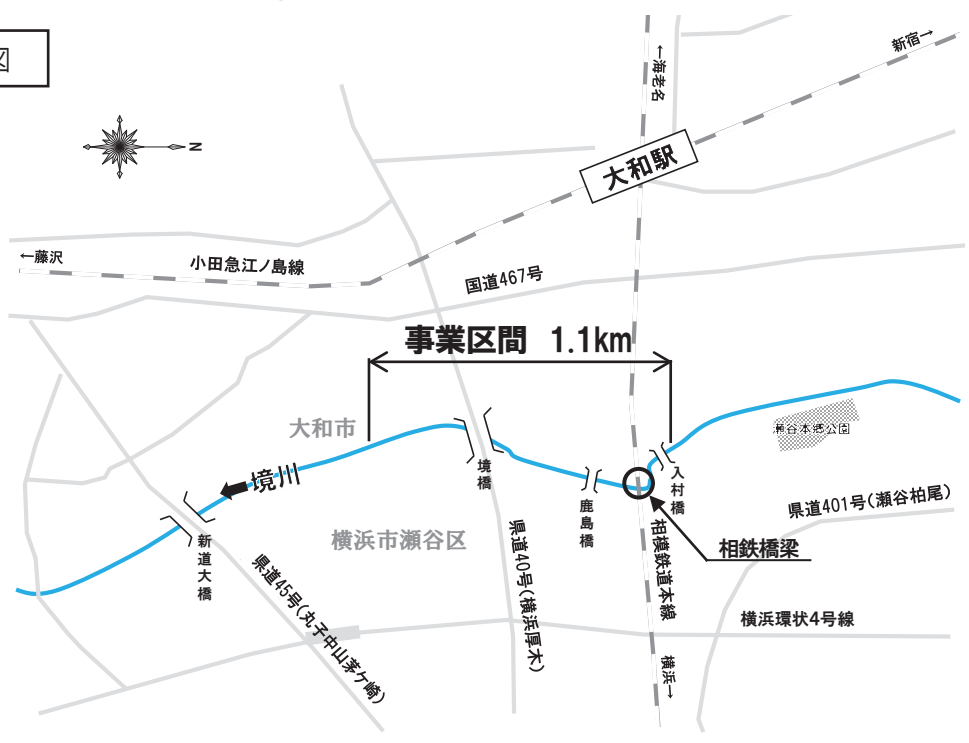 図
N
←海老名
新宿→
大和駅
←藤沢
小田急江ノ島線
国道467号
事業区間 1.1km
大和市
瀬谷本郷公園
境川
境橋
入村橋
鹿島橋
県道401号(瀬谷柏尾)
新道大橋
横浜市瀬谷区
県道40号(横浜厚木)
相模鉄道本線
相鉄橋梁
県道45号(丸子中山茅ケ崎)
横浜環状4号線
横浜→